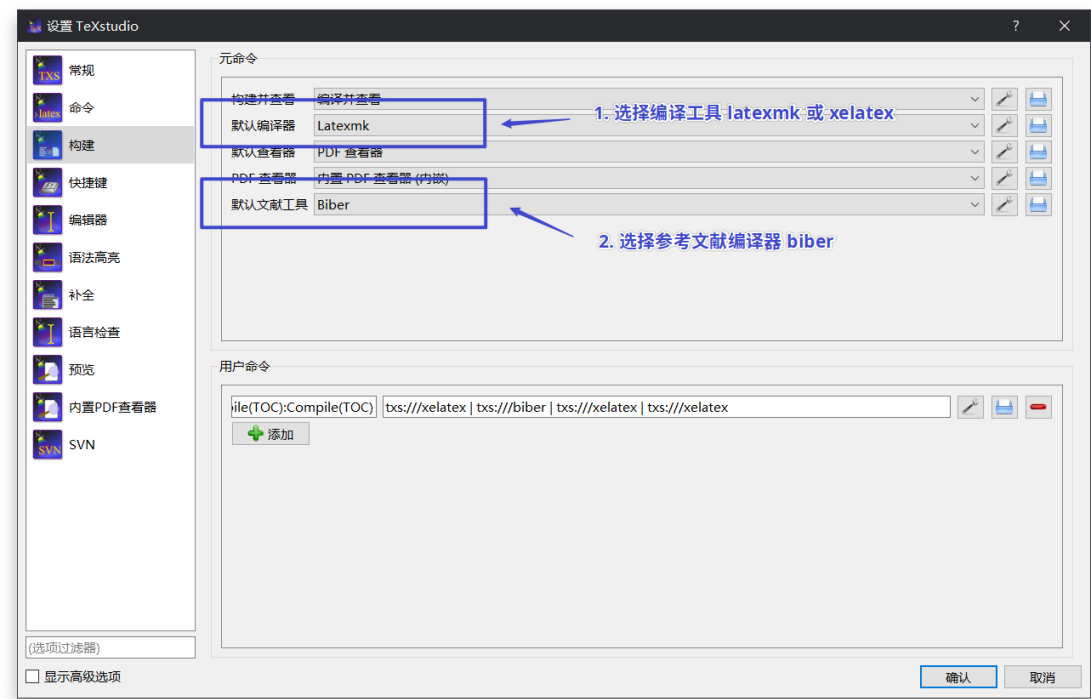 设置 TeXstudio
?
TXS
常规
latex
命令
构建
快捷键
编辑器
语法高亮
补全
语言检查
预览
内置PDF查看器
SVN
SVN
(选项过滤器)
显示高级选项
元命令
构建并查看 编译并查看
默认编译器 Latexmk
1. 选择编译工具 latexmk 或 xelatex
默认查看器 PDF 查看器
PDF 查看器 内置 PDF 查看器 (内嵌)
默认文献工具 Biber
2. 选择参考文献编译器 biber
用户命令
ile(TOC):Compile(TOC) txs:///xelatex | txs:///biber | txs:///xelatex | txs:///xelatex
添加
确认 取消